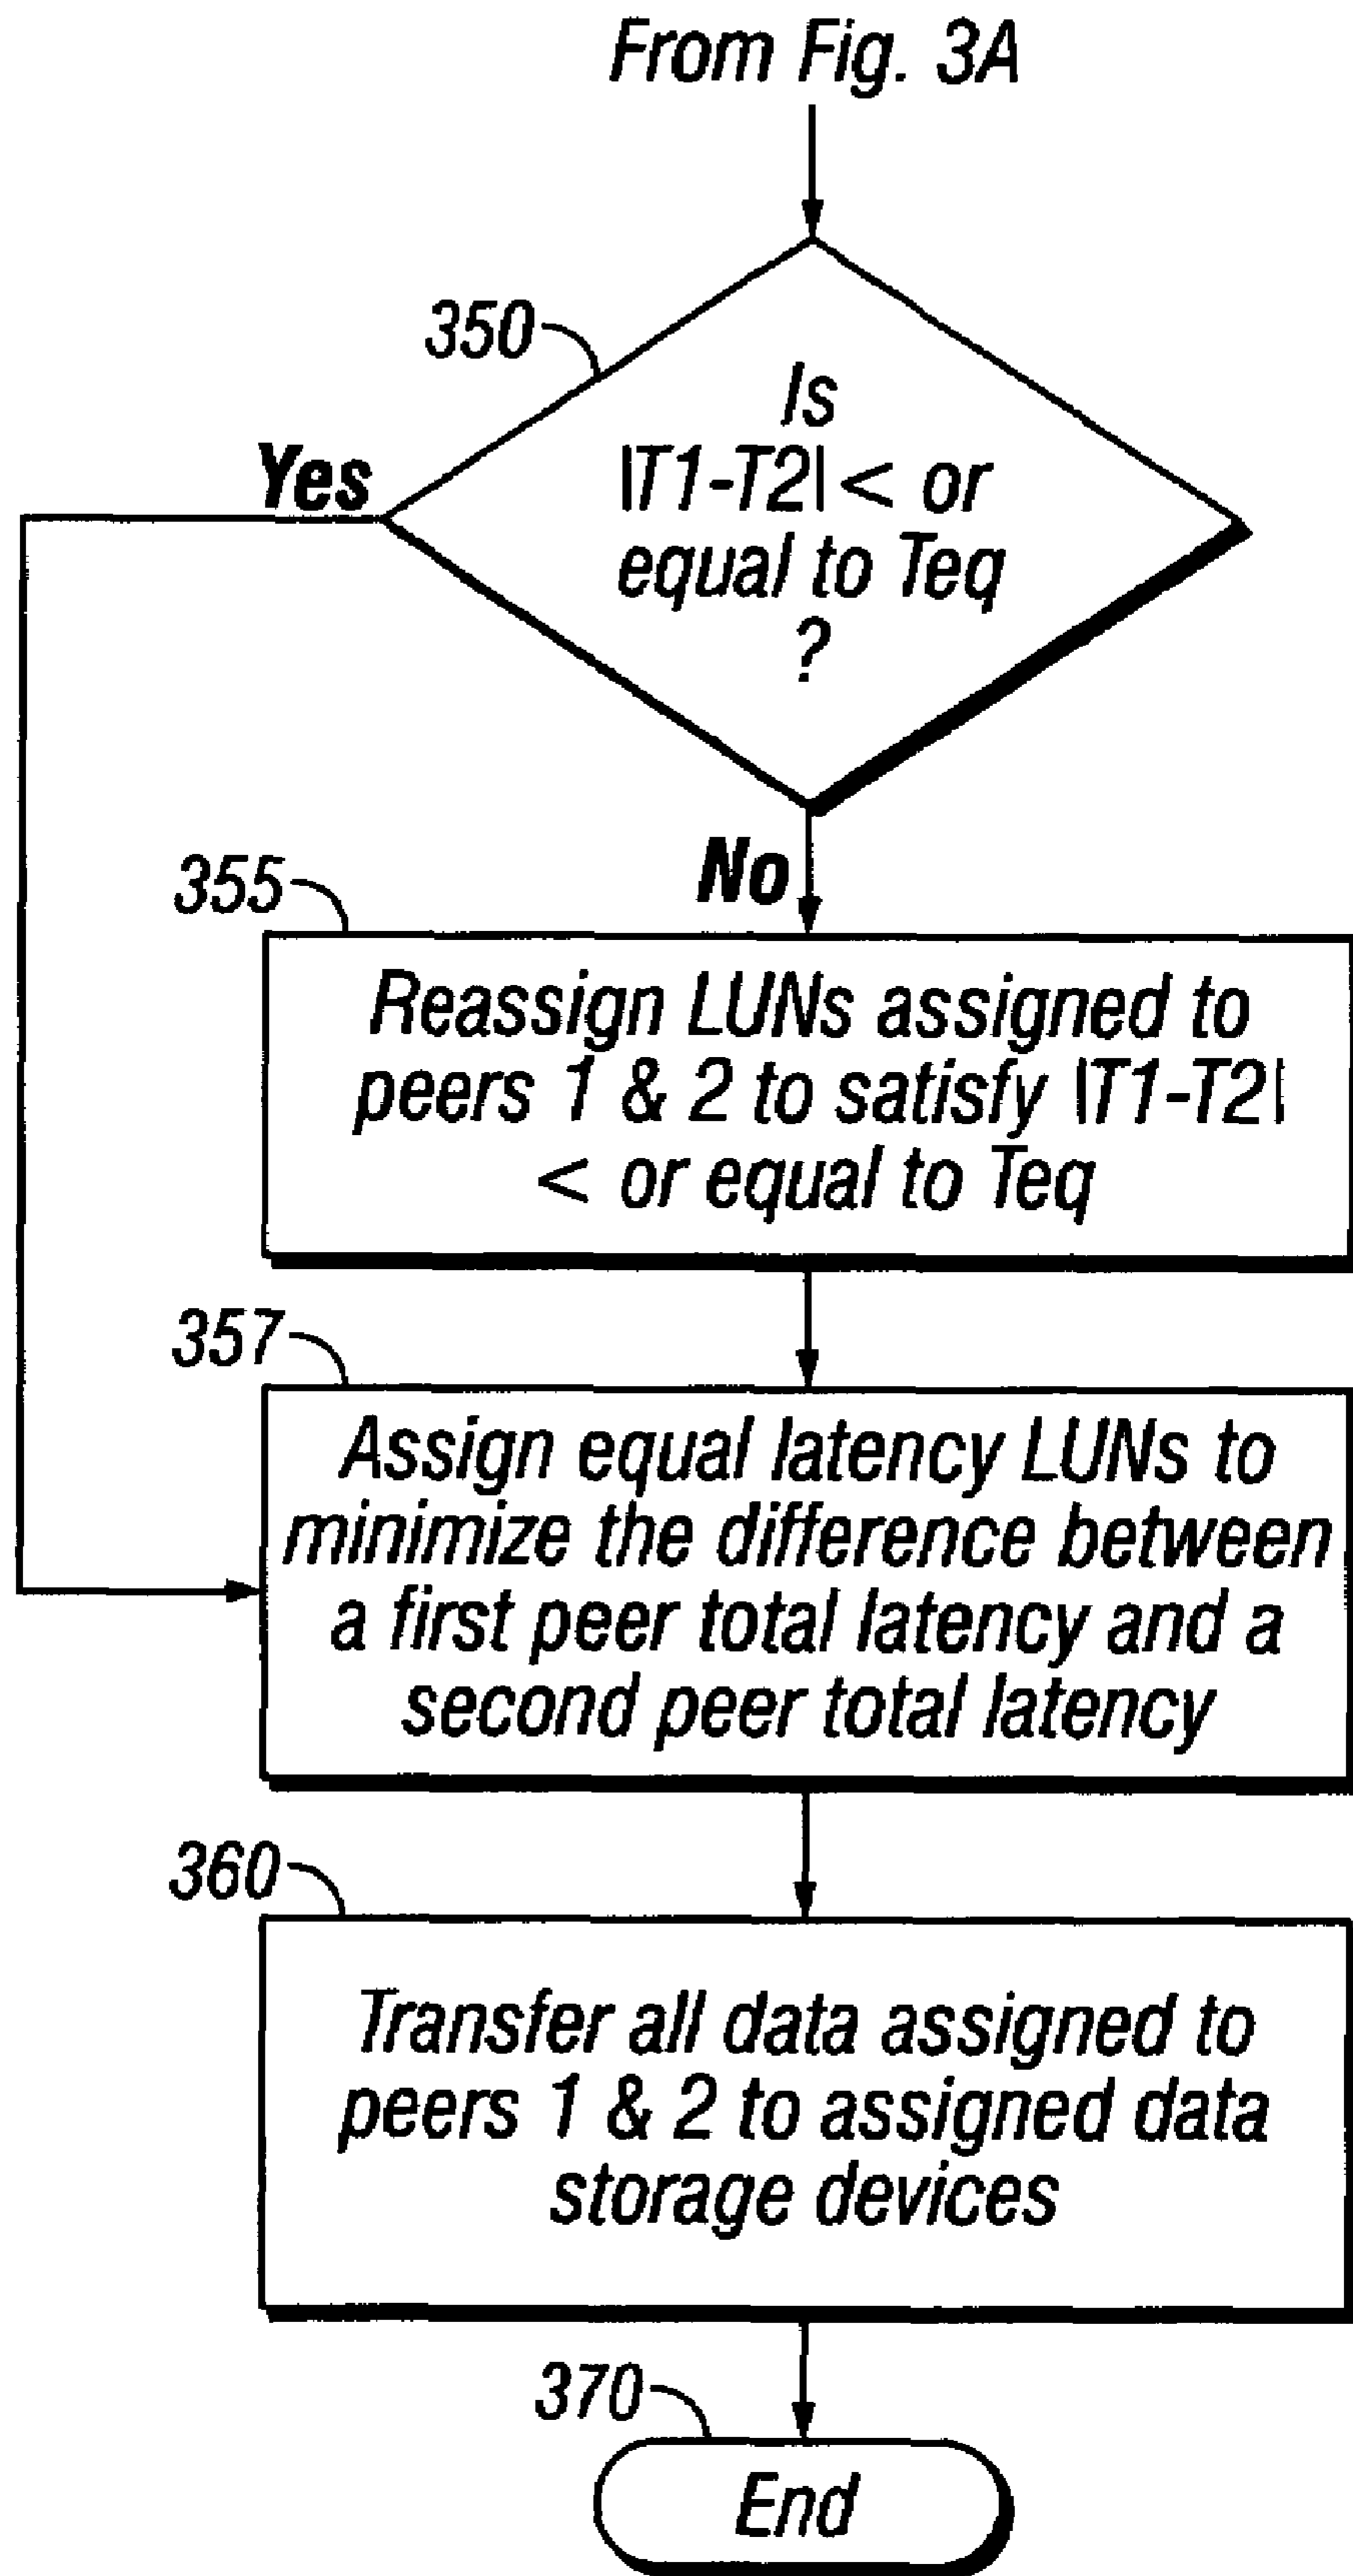 From Fig. 3A
350
Is
|T1-T2| < or
equal to Teq
?
Yes
No
355
Reassign LUNs assigned to
peers 1 & 2 to satisfy |T1-T2|
< or equal to Teq
357
Assign equal latency LUNs to
minimize the difference between
a first peer total latency and a
second peer total latency
360
Transfer all data assigned to
peers 1 & 2 to assigned data
storage devices
370
End